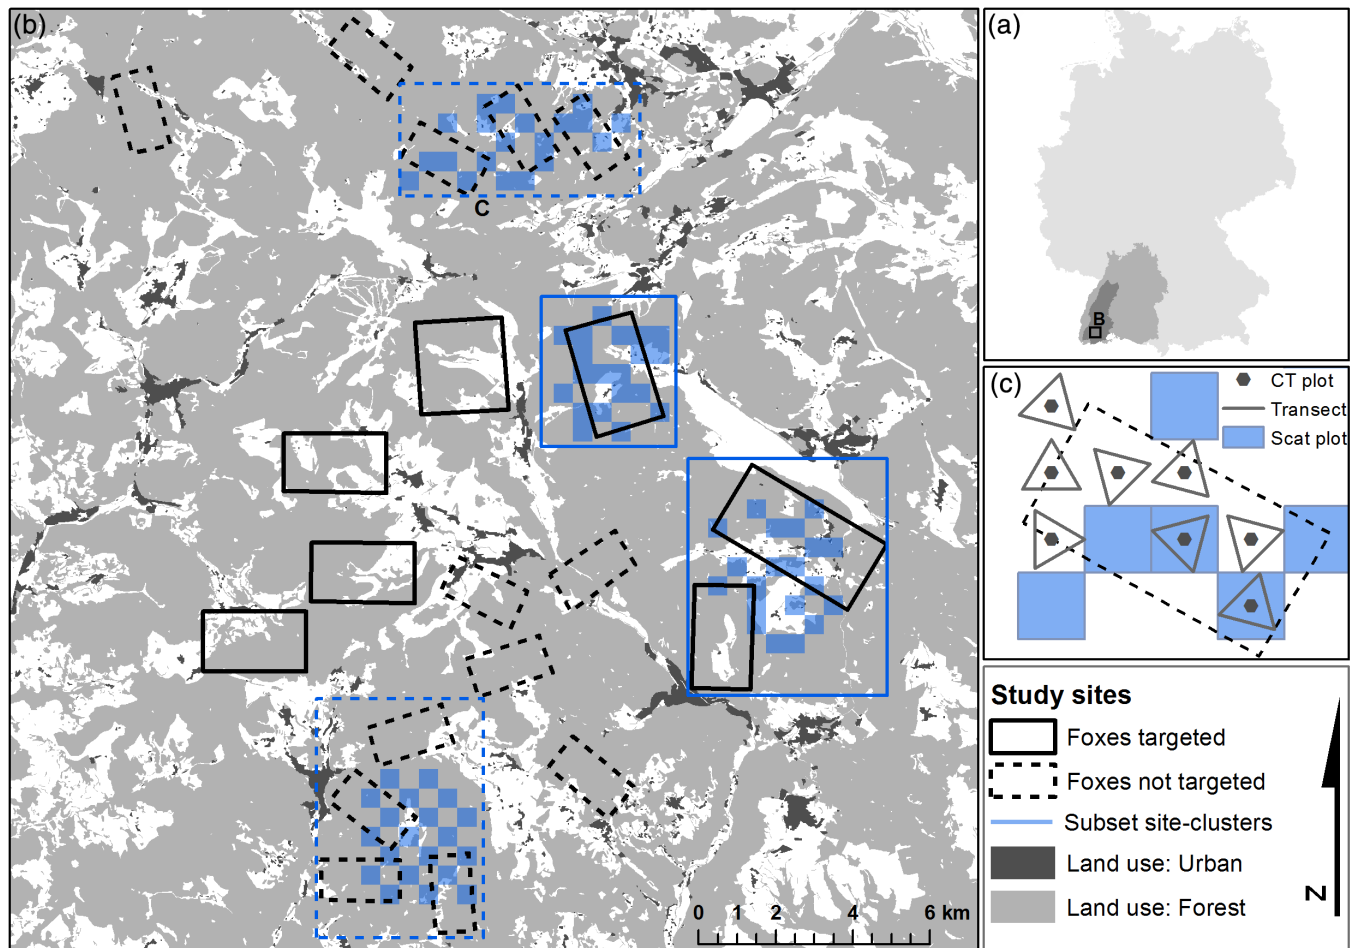 (b)
C
0 1 2 4 6 km
(a)
B
(c)
CT plot
Transect
Scat plot
Study sites
Foxes targeted
Foxes not targeted
Subset site-clusters
Land use: Urban
Land use: Forest
N